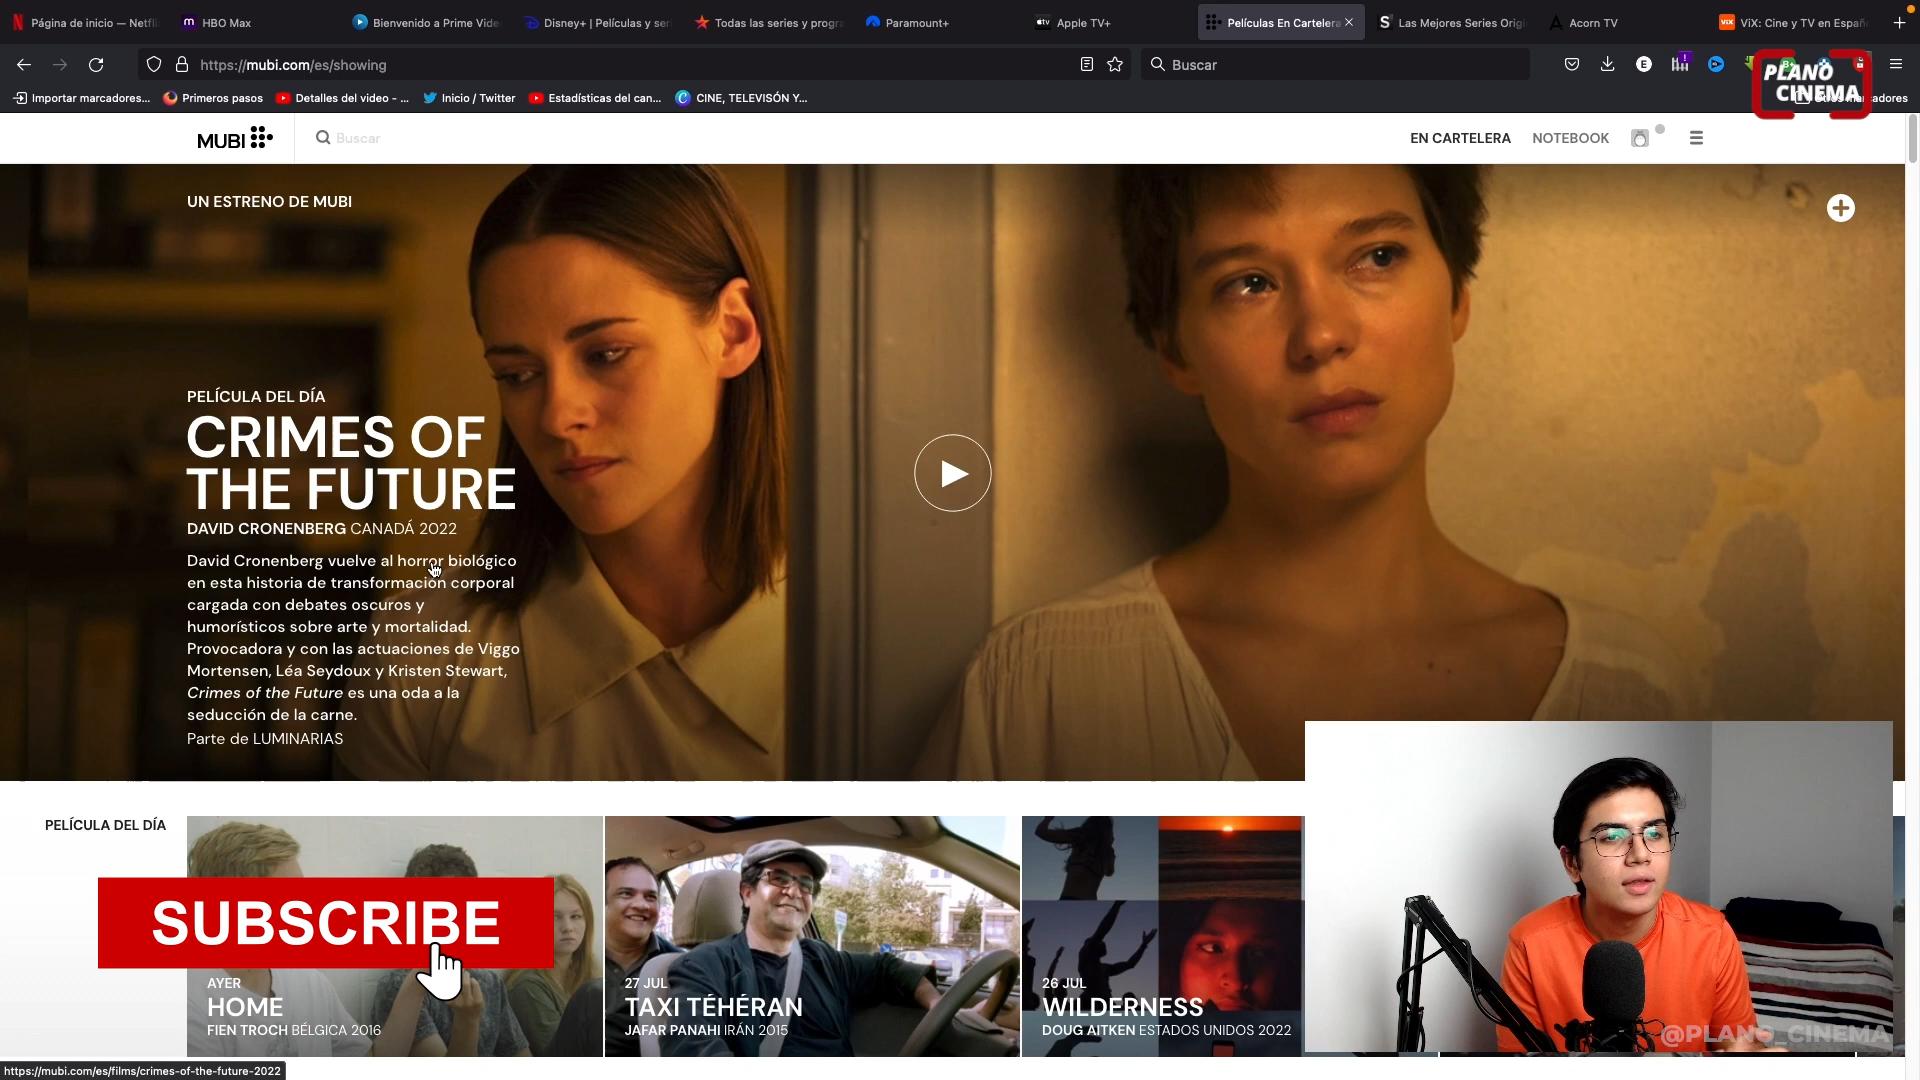 Página de inicio — Netfli
HBO Max
Bienvenido a Prime Vide
Disney+ | Películas y seri
Todas las series y progra
Paramount+
Apple TV+
Películas En Cartelera
Las Mejores Series Origi
Acorn TV
ViX: Cine y TV en Españ
https://mubi.com/es/showing
Buscar
Importar marcadores...
Primeros pasos
Detalles del video - ...
Inicio / Twitter
Estadísticas del can...
CINE, TELEVISÓN Y...
PLANO
CINEMA
MUBI
Buscar
EN CARTELERA
NOTEBOOK
UN ESTRENO DE MUBI
PELÍCULA DEL DÍA
CRIMES OF
THE FUTURE
DAVID CRONENBERG CANADÁ 2022
David Cronenberg vuelve al horror biológico
en esta historia de transformación corporal
cargada con debates oscuros y
humorísticos sobre arte y mortalidad.
Provocadora y con las actuaciones de Viggo
Mortensen, Léa Seydoux y Kristen Stewart,
Crimes of the Future es una oda a la
seducción de la carne.
Parte de LUMINARIAS
PELÍCULA DEL DÍA
SUBSCRIBE
AYER
HOME
FIEN TROCH BÉLGICA 2016
27 JUL
TAXI TÉHÉRAN
JAFAR PANAHI IRÁN 2015
26 JUL
WILDERNESS
DOUG AITKEN ESTADOS UNIDOS 2022
@PLANO_CINEMA
https://mubi.com/es/films/crimes-of-the-future-2022